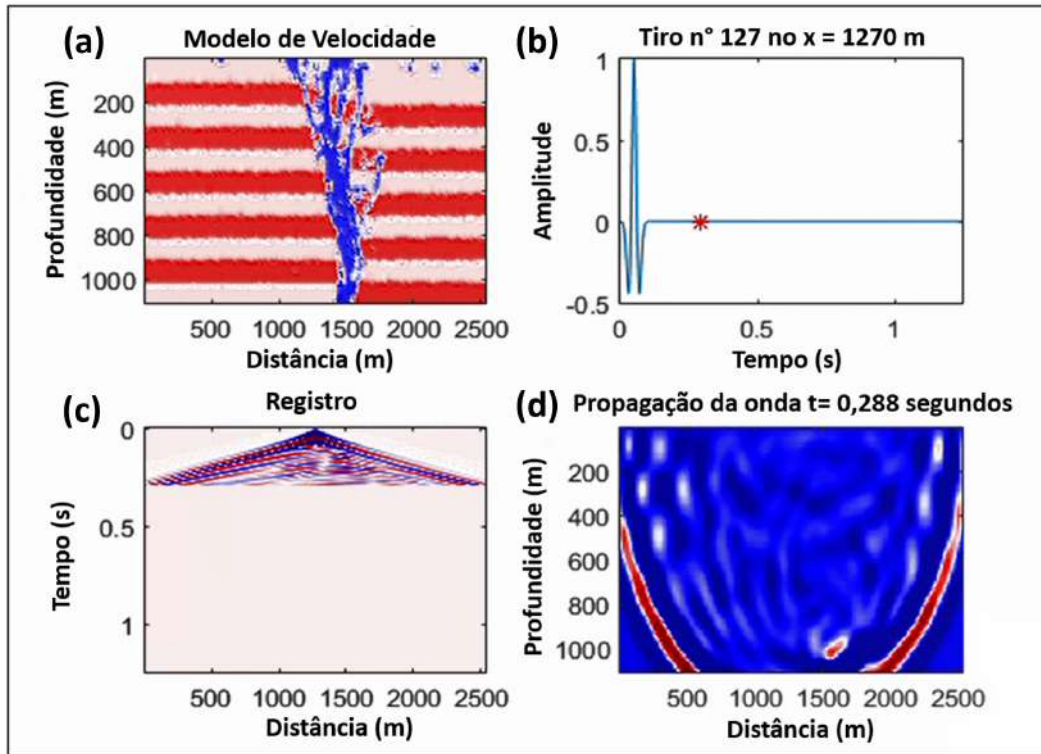 (a)
Modelo de Velocidade
Profundidade (m)
200
400
600
800
1000
500 1000 1500 2000 2500
Distância (m)
(b)
Tiro n° 127 no x = 1270 m
Amplitude
1
0.5
0
-0.5
0 0.5 1
Tempo (s)
(c)
Registro
Tempo (s)
0
0.5
1
500 1000 1500 2000 2500
Distância (m)
(d)
Propagação da onda t= 0,288 segundos
Profundidade (m)
200
400
600
800
1000
500 1000 1500 2000 2500
Distância (m)